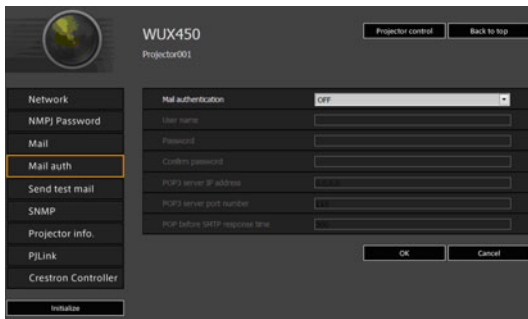 WUX450
Projector001
Projector control
Back to top
Network
NMPJ Password
Mail
Mail auth
Send test mail
SNMP
Projector info.
PJLink
Crestron Controller
Initialize
Mail authentication
OFF
User name
Password
Confirm password
POP3 server IP address
POP3 server port number
POP before SMTP response time
OK
Cancel